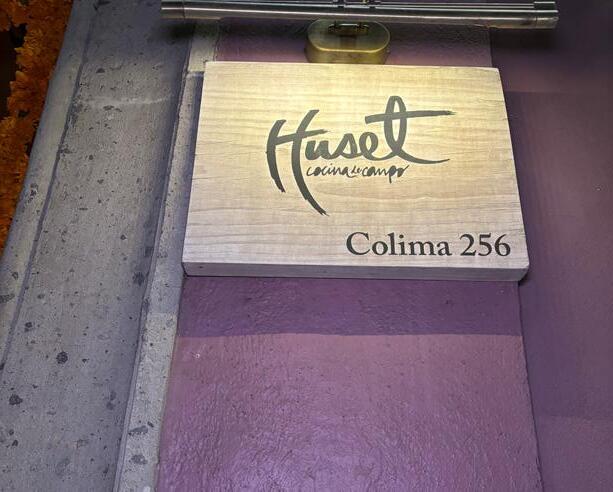 Huset
cocina de campo
Colima 256